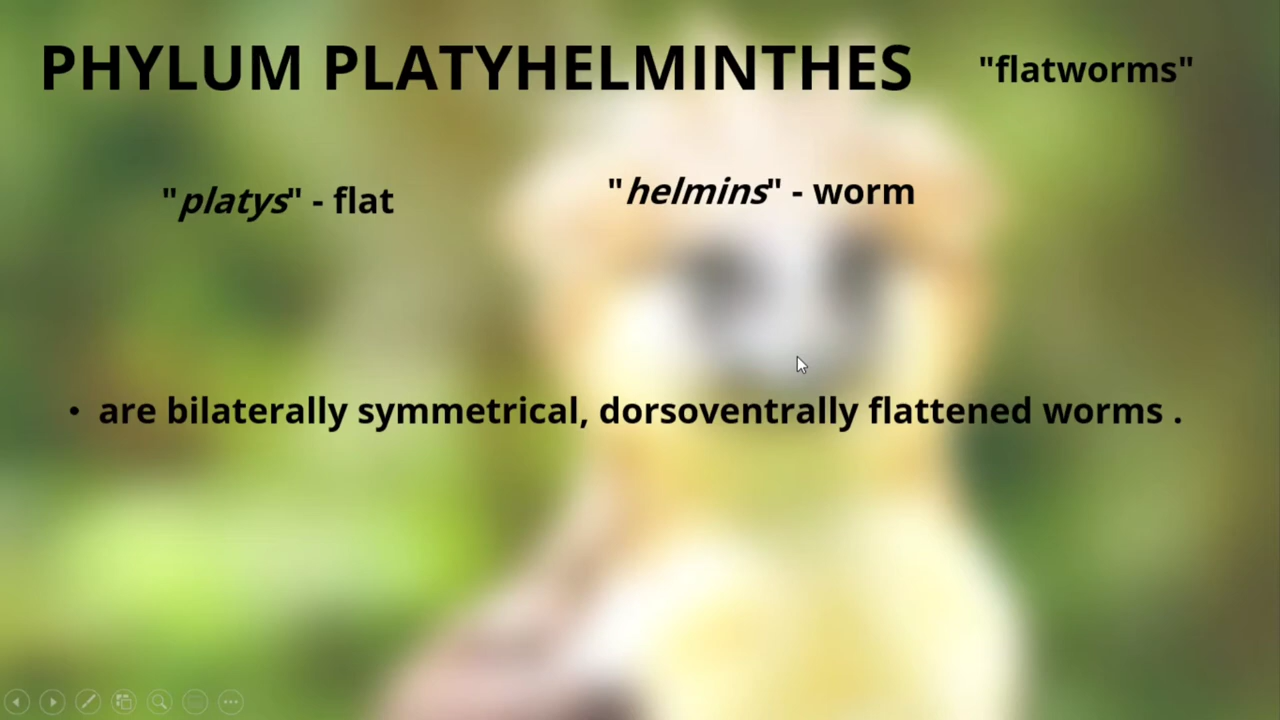 PHYLUM PLATYHELMINTHES "flatworms"
"platys" - flat "helmins" - worm
• are bilaterally symmetrical, dorsoventrally flattened worms .